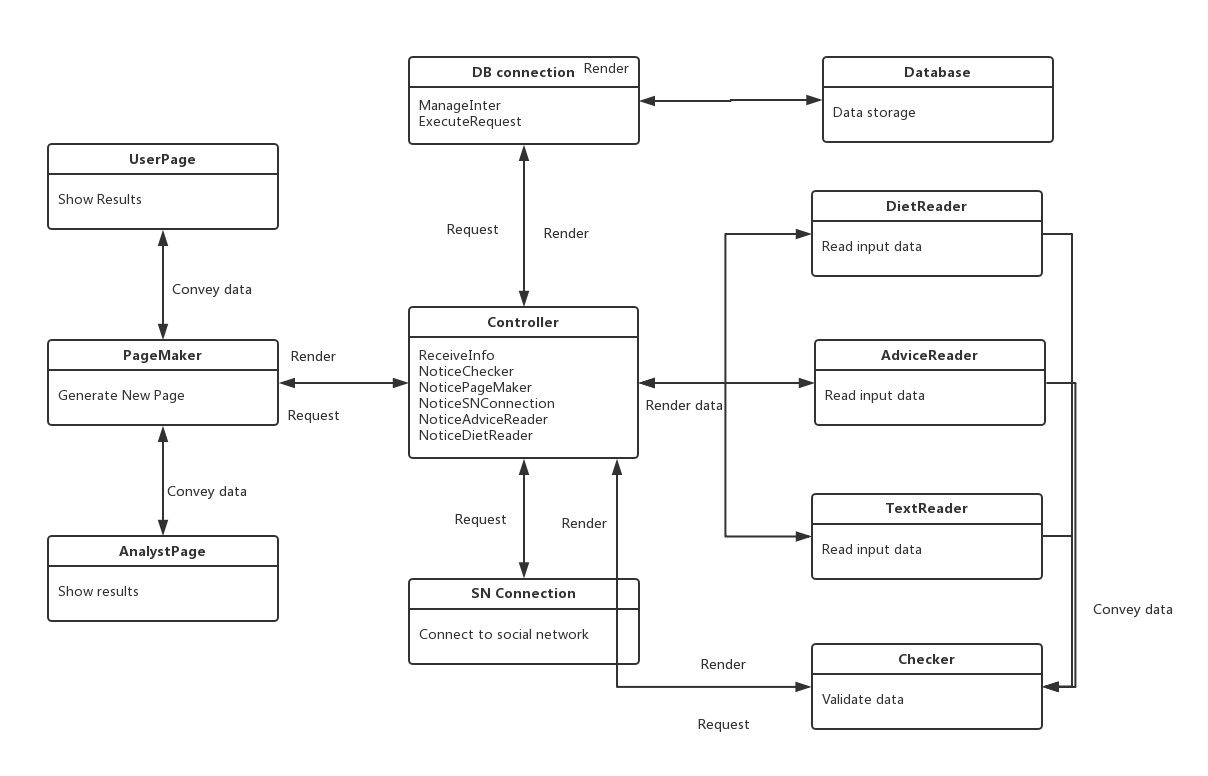 DB connection
Render
ManageInter
ExecuteRequest
Database
Data storage
UserPage
Show Results
DietReader
Read input data
Request
Render
Convey data
Controller
ReceiveInfo
NoticeChecker
NoticePageMaker
NoticeSNConnection
NoticeAdviceReader
NoticeDietReader
PageMaker
Generate New Page
Render
Request
Render data
AdviceReader
Read input data
Convey data
Request
Render
TextReader
Read input data
AnalystPage
Show results
SN Connection
Connect to social network
Convey data
Render
Request
Checker
Validate data